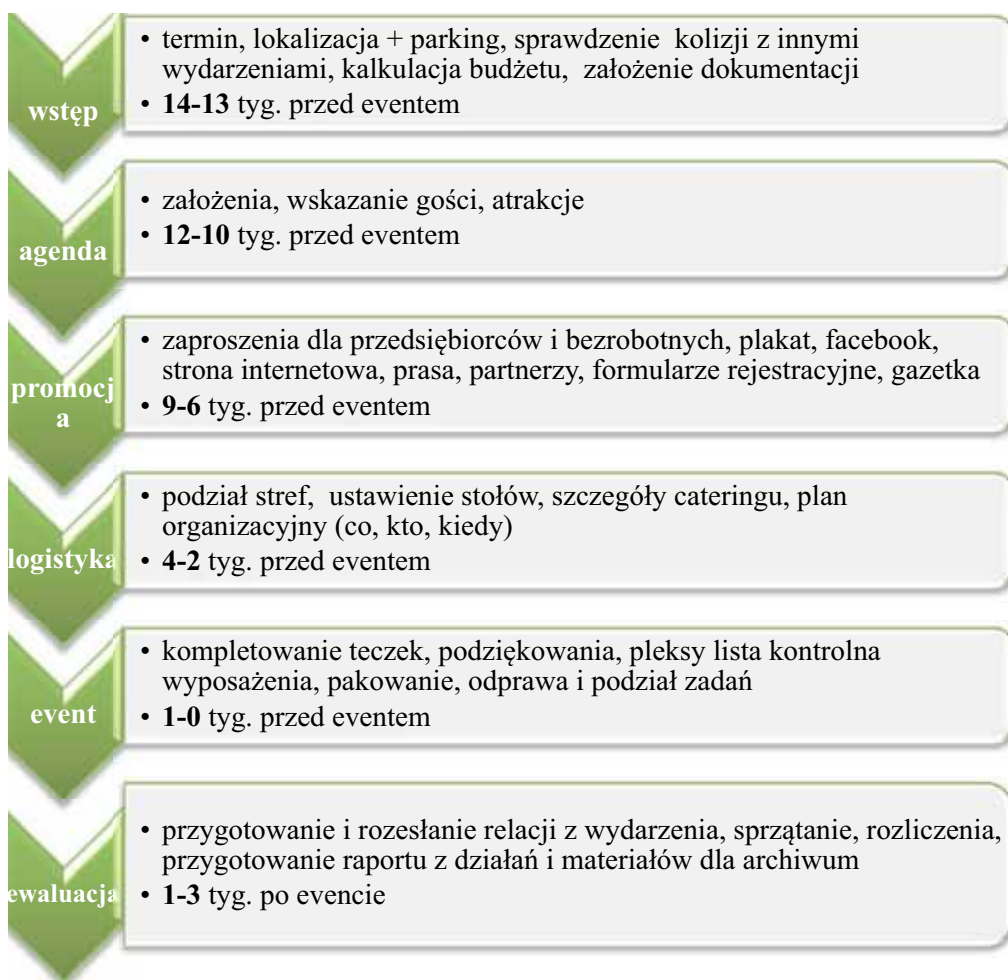 wstęp
• termin, lokalizacja + parking, sprawdzenie kolizji z innymi
wydarzeniami, kalkulacja budżetu, założenie dokumentacji
• 14-13 tyg. przed eventem
agenda
• założenia, wskazanie gości, atrakcje
• 12-10 tyg. przed eventem
promocj
a
• zaproszenia dla przedsiębiorców i bezrobotnych, plakat, facebook,
strona internetowa, prasa, partnerzy, formularze rejestracyjne, gazetka
• 9-6 tyg. przed eventem
logistyka
• podział stref, ustawienie stołów, szczegóły cateringu, plan
organizacyjny (co, kto, kiedy)
• 4-2 tyg. przed eventem
event
• kompletowanie teczek, podziękowania, pleksy lista kontrolna
wyposażenia, pakowanie, odprawa i podział zadań
• 1-0 tyg. przed eventem
ewaluacja
• przygotowanie i rozesłanie relacji z wydarzenia, sprzątanie, rozliczenia,
przygotowanie raportu z działań i materiałów dla archiwum
• 1-3 tyg. po evencie